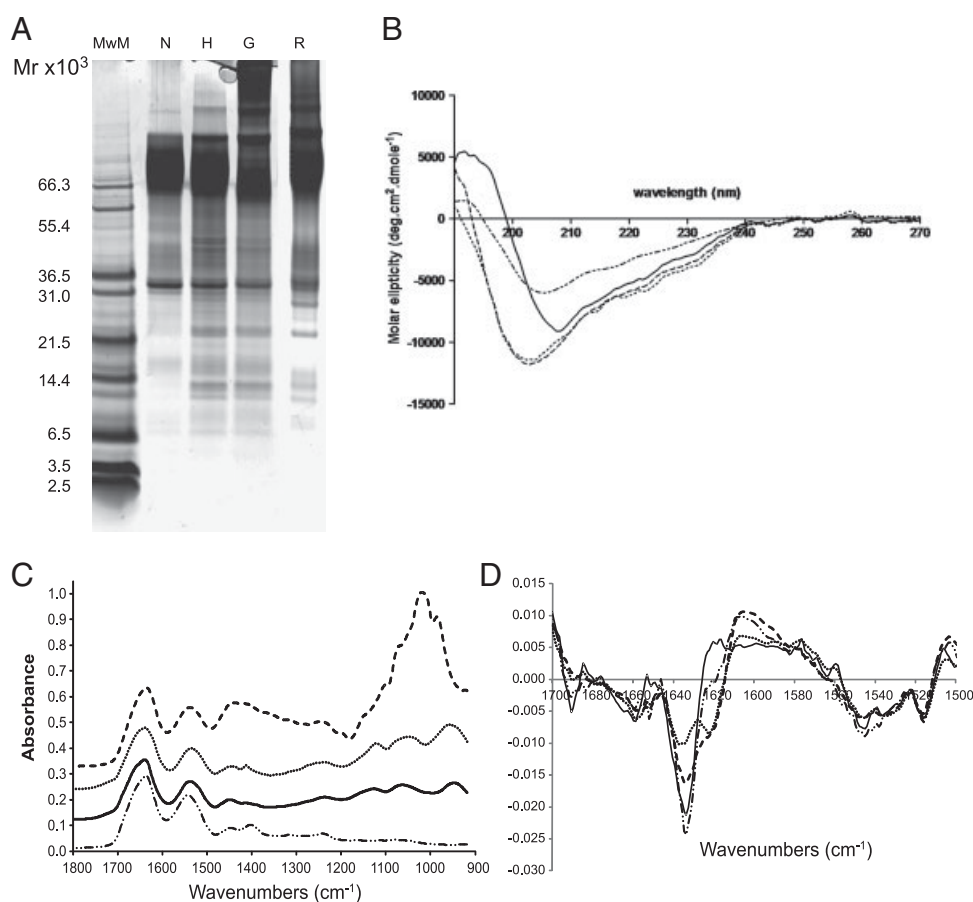 A
MwM N H G R
Mr x10³
66.3
55.4
36.5
31.0
21.5
14.4
6.5
3.5
2.5
B
10000
5000
0
-5000
-10000
-15000
Molar elipticity (deg.cm².dmole⁻¹)
wavelength (nm)
200 210 220 230 240 250 260 270
C
1.0
0.9
0.8
0.7
0.6
0.5
0.4
0.3
0.2
0.1
0.0
Absorbance
1800 1700 1600 1500 1400 1300 1200 1100 1000 900
Wavenumbers (cm⁻¹)
D
0.015
0.010
0.005
0.000
-0.005
-0.010
-0.015
-0.020
-0.025
-0.030
1700 1680 1660 1640 1620 1600 1580 1560 1540 1520 1500
Wavenumbers (cm⁻¹)